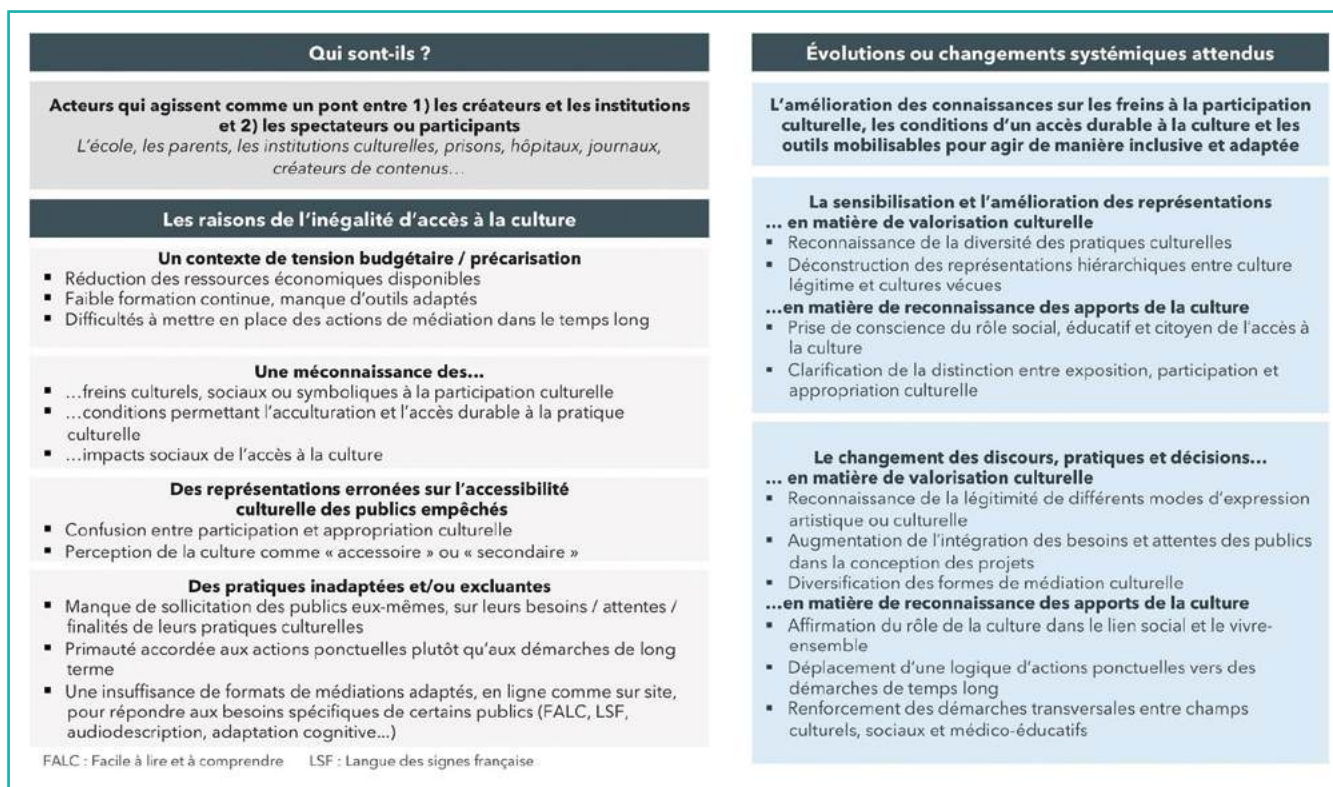 Qui sont-ils ?
Acteurs qui agissent comme un pont entre 1) les créateurs et les institutions
et 2) les spectateurs ou participants
L'école, les parents, les institutions culturelles, prisons, hôpitaux, journaux,
créateurs de contenus…
Les raisons de l'inégalité d'accès à la culture
Un contexte de tension budgétaire / précarisation
▪ Réduction des ressources économiques disponibles
▪ Faible formation continue, manque d'outils adaptés
▪ Difficultés à mettre en place des actions de médiation dans le temps long
Une méconnaissance des…
▪ …freins culturels, sociaux ou symboliques à la participation culturelle
▪ …conditions permettant l'acculturation et l'accès durable à la pratique
culturelle
▪ …impacts sociaux de l'accès à la culture
Des représentations erronées sur l'accessibilité
culturelle des publics empêchés
▪ Confusion entre participation et appropriation culturelle
▪ Perception de la culture comme « accessoire » ou « secondaire »
Des pratiques inadaptées et/ou excluantes
▪ Manque de sollicitation des publics eux-mêmes, sur leurs besoins / attentes /
finalités de leurs pratiques culturelles
▪ Primauté accordée aux actions ponctuelles plutôt qu'aux démarches de long
terme
▪ Une insuffisance de formats de médiations adaptés, en ligne comme sur site,
pour répondre aux besoins spécifiques de certains publics (FALC, LSF,
audiodescription, adaptation cognitive...)
FALC : Facile à lire et à comprendre LSF : Langue des signes française
Évolutions ou changements systémiques attendus
L'amélioration des connaissances sur les freins à la participation
culturelle, les conditions d'un accès durable à la culture et les
outils mobilisables pour agir de manière inclusive et adaptée
La sensibilisation et l'amélioration des représentations
… en matière de valorisation culturelle
▪ Reconnaissance de la diversité des pratiques culturelles
▪ Déconstruction des représentations hiérarchiques entre culture
légitime et cultures vécues
…en matière de reconnaissance des apports de la culture
▪ Prise de conscience du rôle social, éducatif et citoyen de l'accès à
la culture
▪ Clarification de la distinction entre exposition, participation et
appropriation culturelle
Le changement des discours, pratiques et décisions…
… en matière de valorisation culturelle
▪ Reconnaissance de la légitimité de différents modes d'expression
artistique ou culturelle
▪ Augmentation de l'intégration des besoins et attentes des publics
dans la conception des projets
▪ Diversification des formes de médiation culturelle
…en matière de reconnaissance des apports de la culture
▪ Affirmation du rôle de la culture dans le lien social et le vivre-
ensemble
▪ Déplacement d'une logique d'actions ponctuelles vers des
démarches de temps long
▪ Renforcement des démarches transversales entre champs
culturels, sociaux et médico-éducatifs